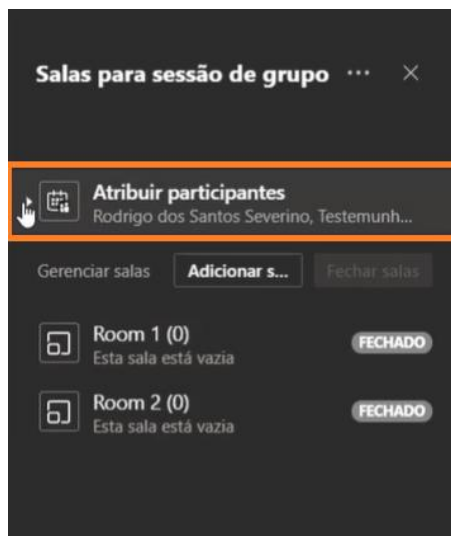 Salas para sessão de grupo ...
Atribuir participantes
Rodrigo dos Santos Severino, Testemunh...
Gerenciar salas Adicionar s... Fechar salas
Room 1 (0) FECHADO
Esta sala está vazia
Room 2 (0) FECHADO
Esta sala está vazia